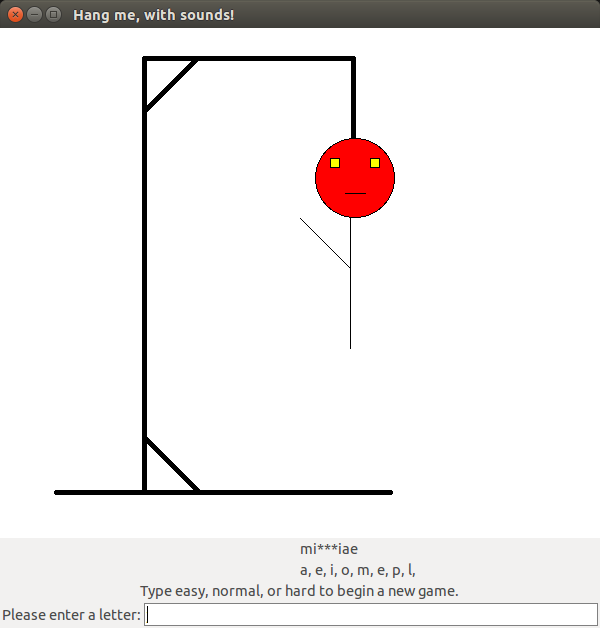 Hang me, with sounds!
mi***iae
a, e, i, o, m, e, p, l,
Type easy, normal, or hard to begin a new game.
Please enter a letter: